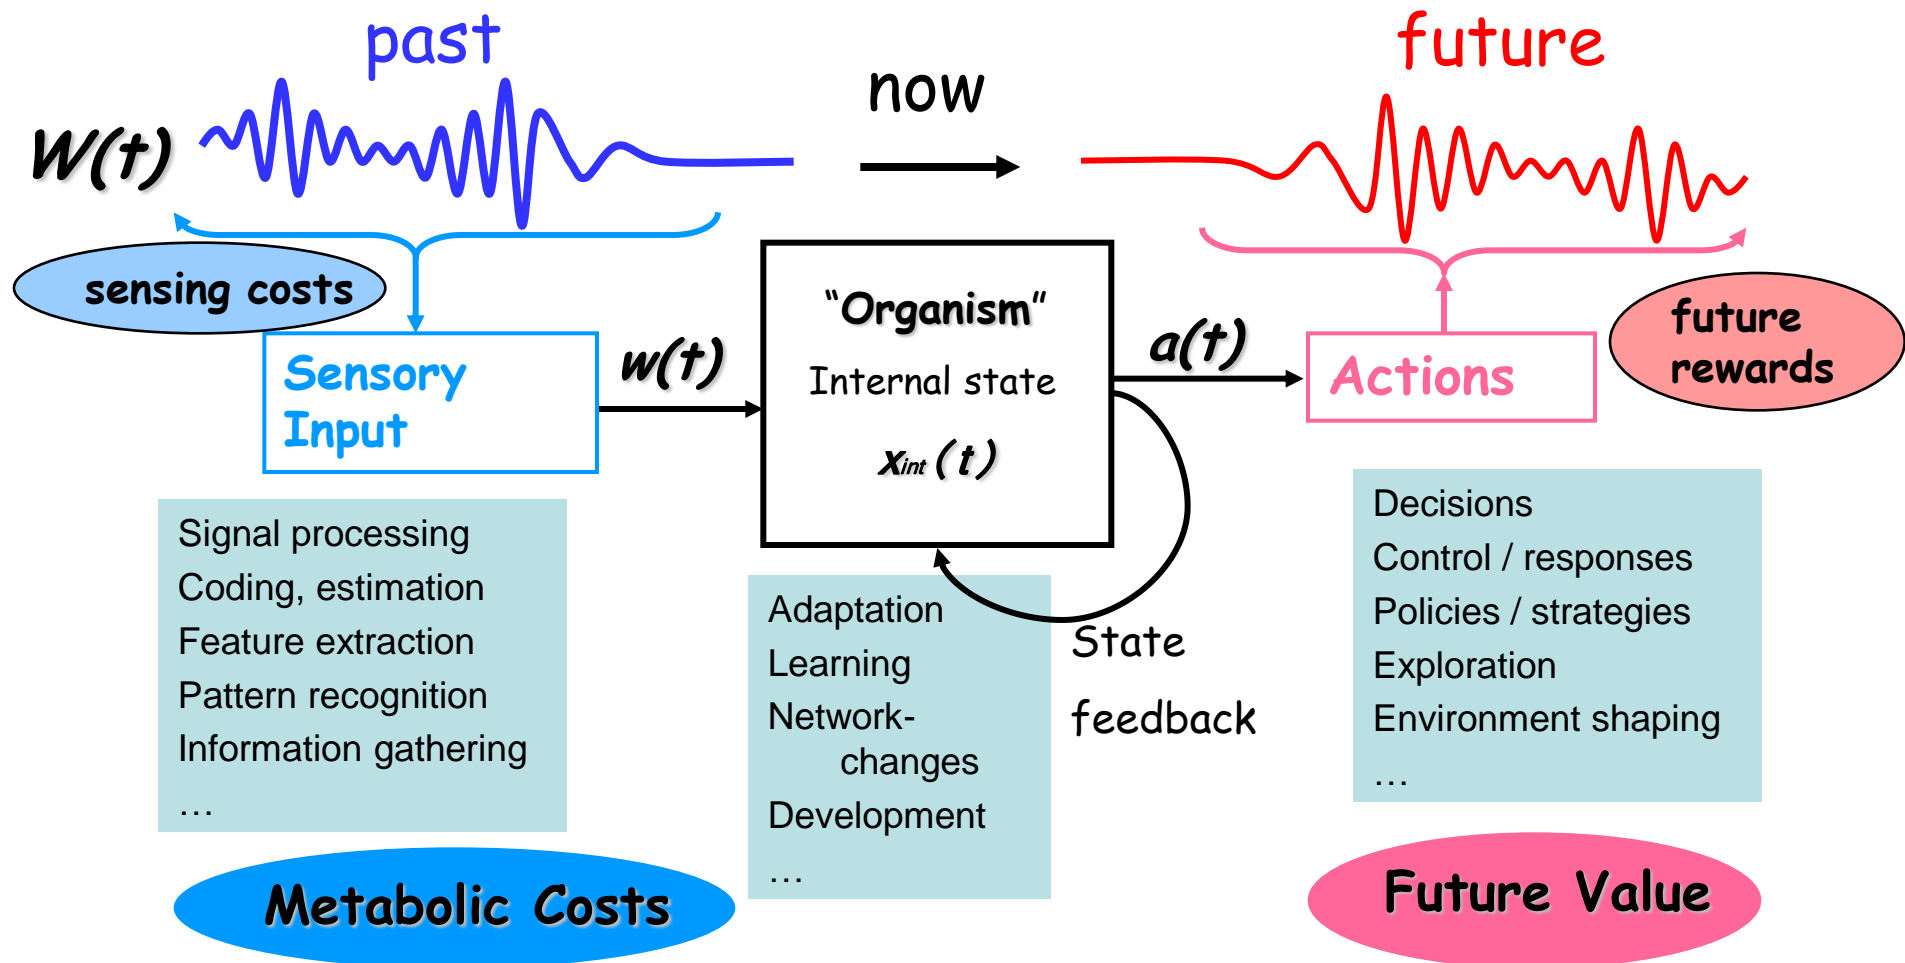 past
now
future
W(t)
sensing costs
Sensory
Input
w(t)
“Organism”
Internal state
xint(t)
a(t)
Actions
future
rewards
Signal processing
Coding, estimation
Feature extraction
Pattern recognition
Information gathering
…
Adaptation
Learning
Network-
changes
Development
…
State
feedback
Decisions
Control / responses
Policies / strategies
Exploration
Environment shaping
…
Metabolic Costs
Future Value